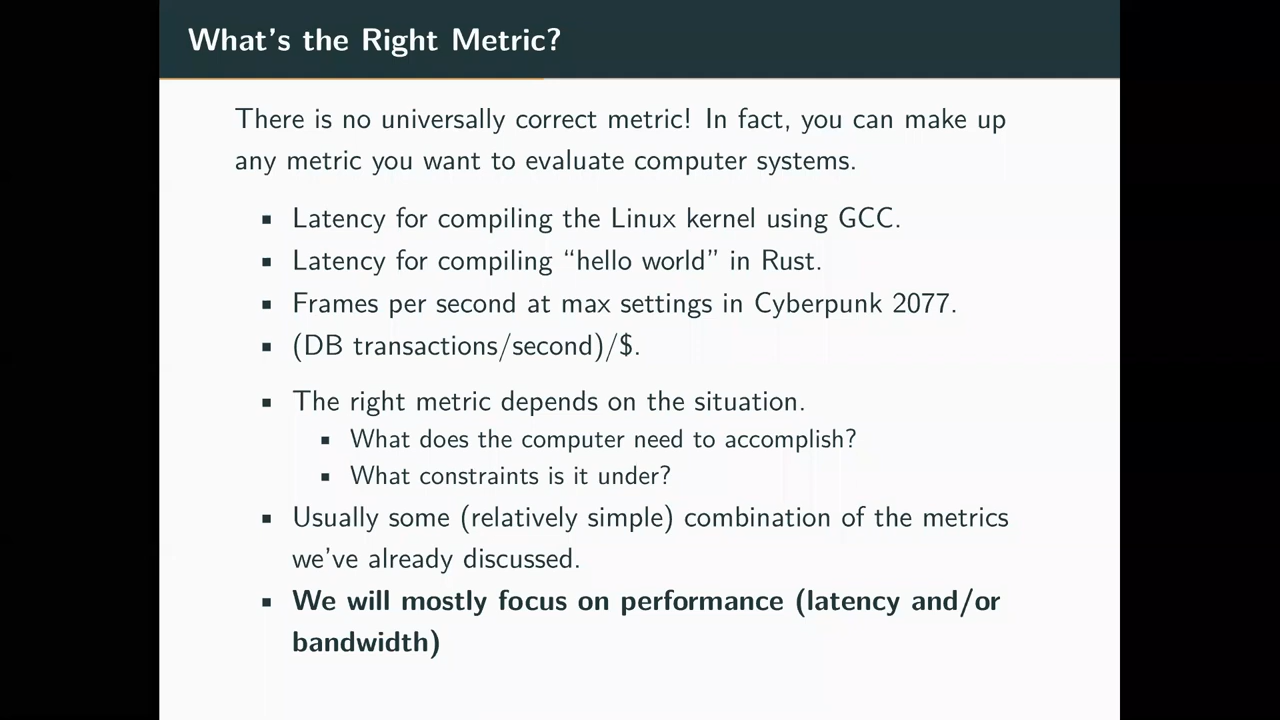 What's the Right Metric?
There is no universally correct metric! In fact, you can make up
any metric you want to evaluate computer systems.
▪ Latency for compiling the Linux kernel using GCC.
▪ Latency for compiling “hello world” in Rust.
▪ Frames per second at max settings in Cyberpunk 2077.
▪ (DB transactions/second)/$.
▪ The right metric depends on the situation.
▪ What does the computer need to accomplish?
▪ What constraints is it under?
▪ Usually some (relatively simple) combination of the metrics
we've already discussed.
▪ We will mostly focus on performance (latency and/or
bandwidth)